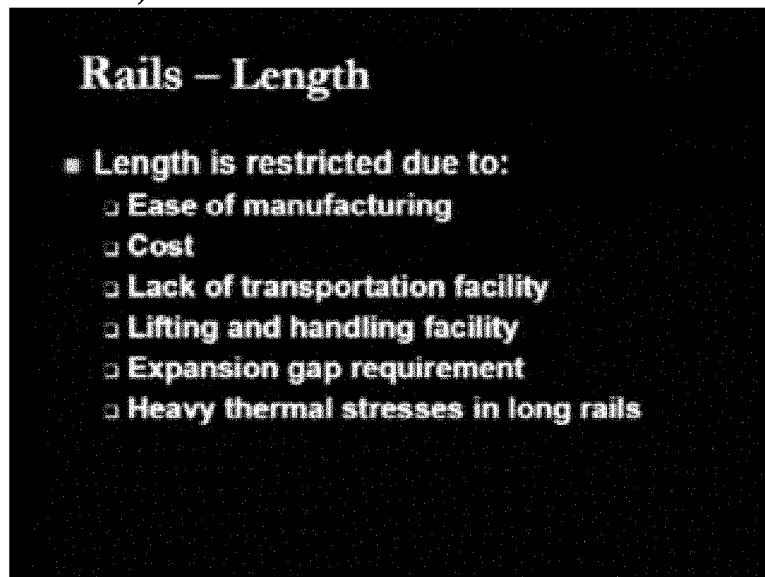 Rails – Length
Length is restricted due to:
Ease of manufacturing
Cost
Lack of transportation facility
Lifting and handling facility
Expansion gap requirement
Heavy thermal stresses in long rails